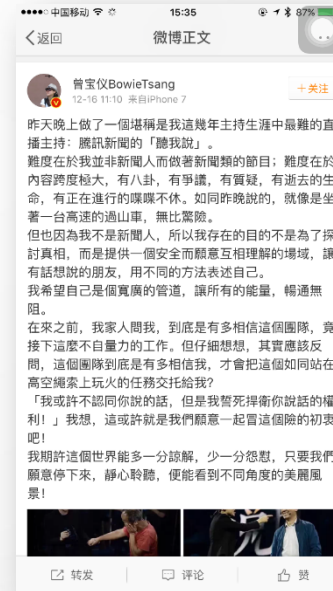 中国移动 15:35 87%
返回 微博正文
曾宝仪BowieTsang
＋关注
12-16 11:10 来自iPhone 7
昨天晚上做了一個堪稱是我這幾年主持生涯中最難的直
播主持：騰訊新聞的「聽我說」。
難度在於我並非新聞人而做著新聞類的節目；難度在於
內容跨度極大，有八卦，有爭議，有質疑，有逝去的生
命，有正在進行的喋喋不休。如同昨晚說的，就像是坐
著一台高速的過山車，無比驚險。
但也因為我不是新聞人，所以我存在的目的不是為了探
討真相，而是提供一個安全而願意互相理解的場域，讓
有話想說的朋友，用不同的方法表述自己。
我希望自己是個寬廣的管道，讓所有的能量，暢通無
阻。
在來之前，我家人問我，到底是有多相信這個團隊，竟
接下這麼不自量力的工作。但仔細想想，其實應該反
問，這個團隊到底是有多相信我，才會把這個如同站在
高空繩索上玩火的任務交托給我？
「我或許不認同你說的話，但是我誓死捍衛你說話的權
利！」我想，這或許就是我們願意一起冒這個險的初衷
吧！
我期許這個世界能多一分諒解，少一分怨懟，只要我們
願意停下來，靜心聆聽，便能看到不同角度的美麗風
景！
转发 评论 赞